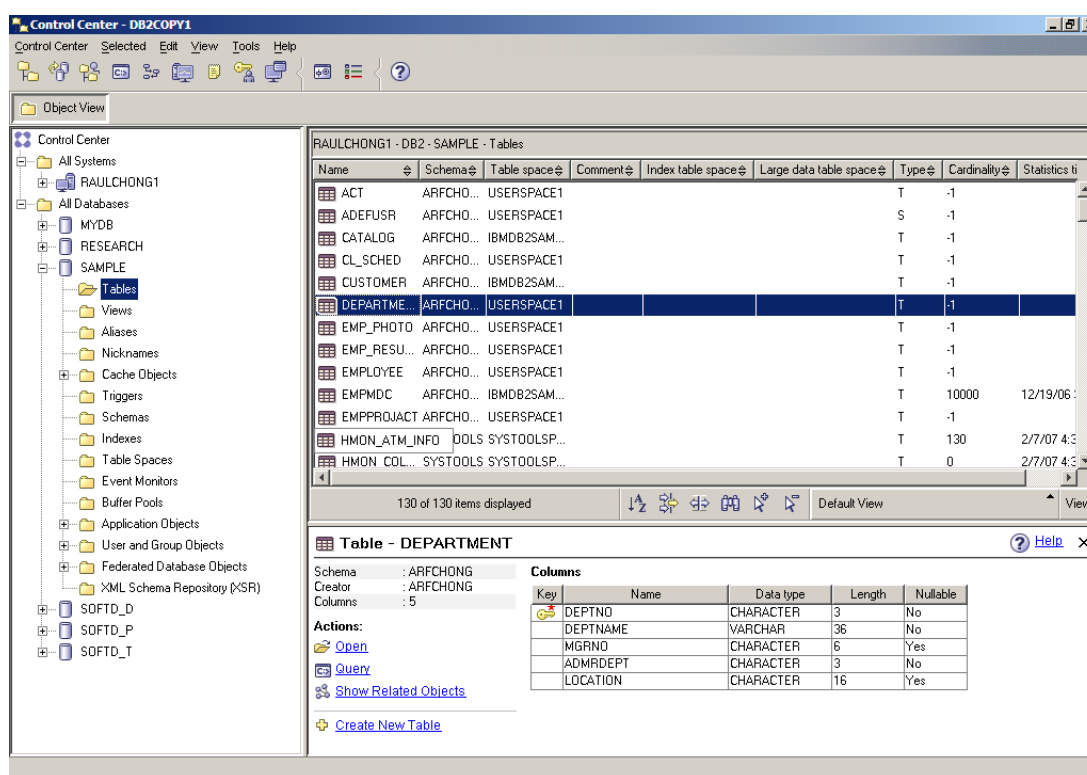 Control Center - DB2COPY1
Control Center Selected Edit View Tools Help
Object View
Control Center
All Systems
RAULCHONG1
All Databases
MYDB
RESEARCH
SAMPLE
Tables
Views
Aliases
Nicknames
Cache Objects
Triggers
Schemas
Indexes
Table Spaces
Event Monitors
Buffer Pools
Application Objects
User and Group Objects
Federated Database Objects
XML Schema Repository (XSR)
SOFTD_D
SOFTD_P
SOFTD_T
RAULCHONG1 - DB2 - SAMPLE - Tables
Name Schema Table space Comment Index table space Large data table space Type Cardinality Statistics ti
ACT ARFCHO... USERSPACE1 T -1
ADEFUSR ARFCHO... USERSPACE1 S -1
CATALOG ARFCHO... IBMDB2SAM... T -1
CL_SCHED ARFCHO... USERSPACE1 T -1
CUSTOMER ARFCHO... IBMDB2SAM... T -1
DEPARTME... ARFCHO... USERSPACE1 T -1
EMP_PHOTO ARFCHO... USERSPACE1 T -1
EMP_RESU... ARFCHO... USERSPACE1 T -1
EMPLOYEE ARFCHO... USERSPACE1 T -1
EMPMDC ARFCHO... IBMDB2SAM... T 10000 12/19/06
EMPPROJACT ARFCHO... USERSPACE1 T -1
HMON_ATM_INFO OOLS SYSTOOLSP... T 130 2/7/07 4:3
HMON_COL... SYSTOOLS SYSTOOLSP... T 0 2/7/07 4:3
130 of 130 items displayed Default View View
Table - DEPARTMENT Help
Schema : ARFCHONG
Creator : ARFCHONG
Columns : 5
Actions:
Open
Query
Show Related Objects
Create New Table
Columns
Key Name Data type Length Nullable
DEPTNO CHARACTER 3 No
DEPTNAME VARCHAR 36 No
MGRNO CHARACTER 6 Yes
ADMRDEPT CHARACTER 3 No
LOCATION CHARACTER 16 Yes